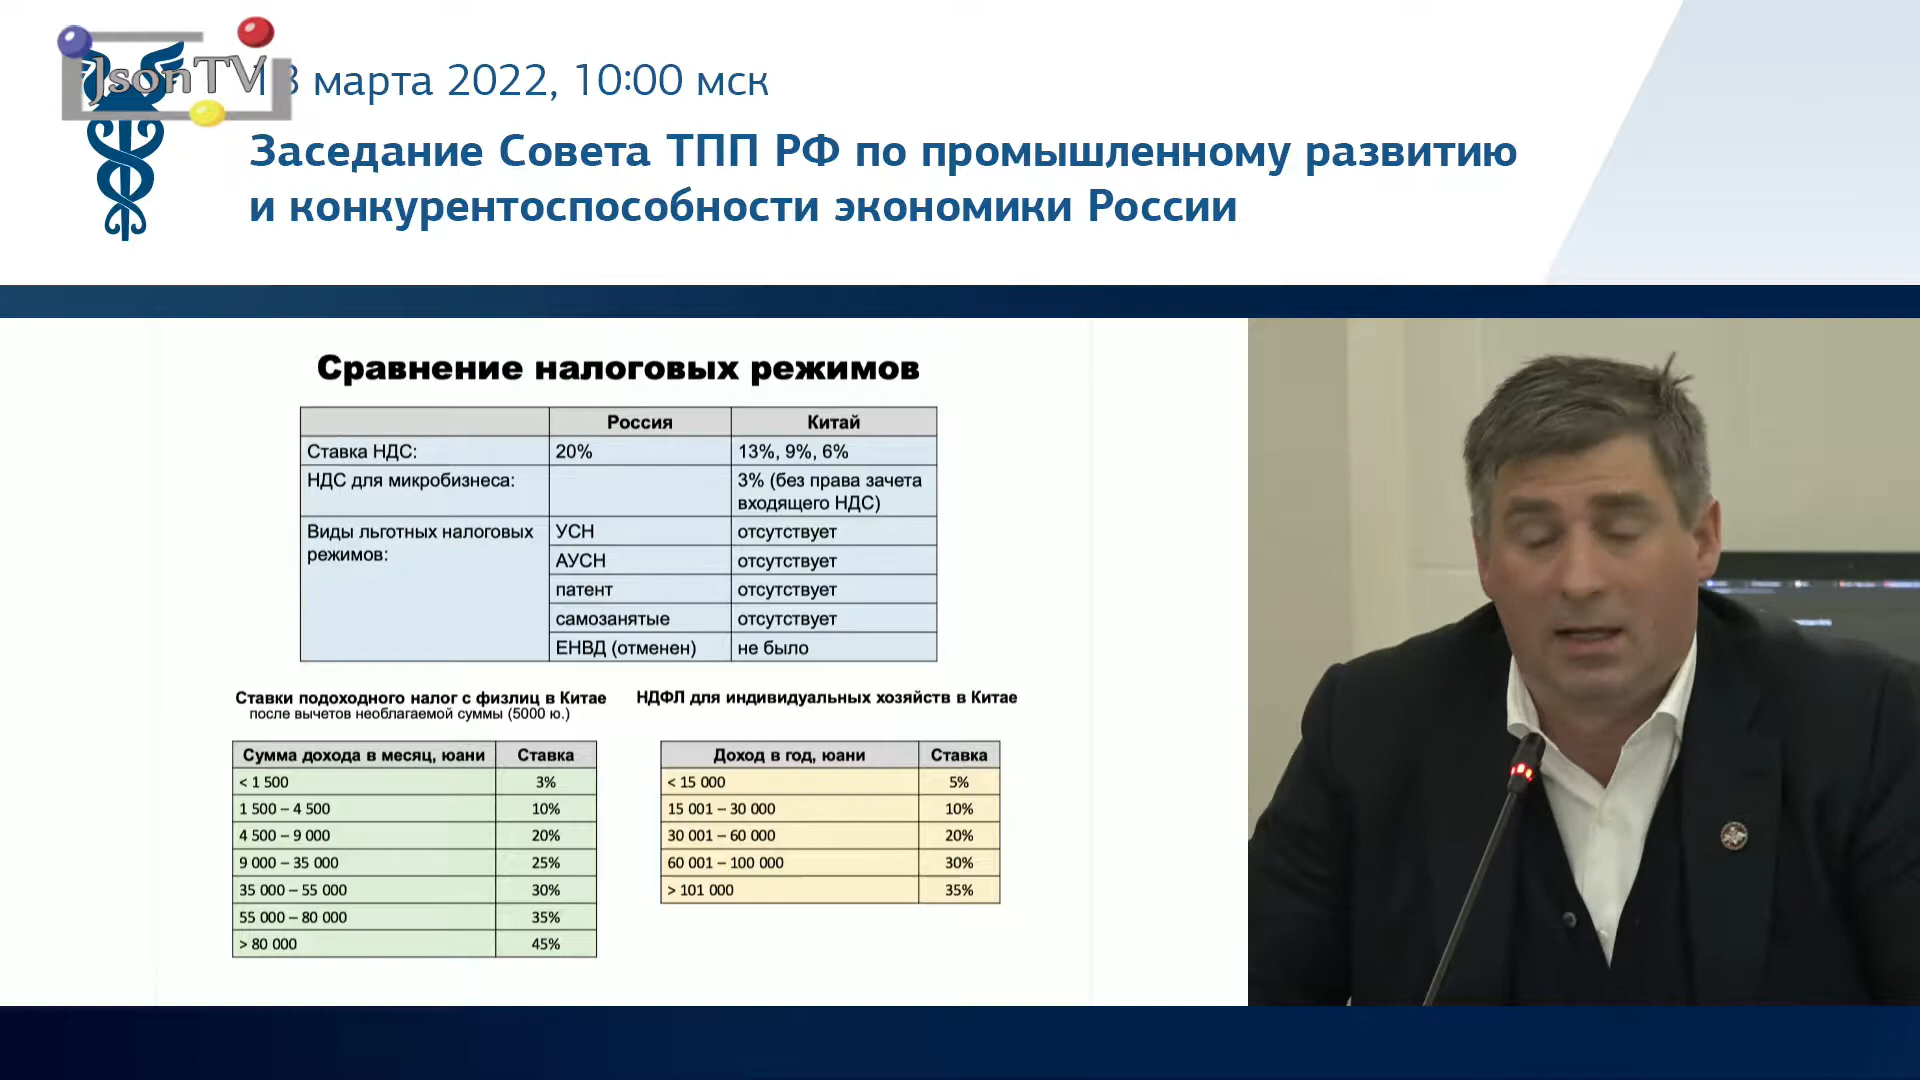 JsonTV
марта 2022, 10:00 мск
Заседание Совета ТПП РФ по промышленному развитию
и конкурентоспособности экономики России
Сравнение налоговых режимов
Россия Китай
Ставка НДС: 20% 13%, 9%, 6%
НДС для микробизнеса: 3% (без права зачета
входящего НДС)
Виды льготных налоговых УСН отсутствует
режимов:
АУСН отсутствует
патент отсутствует
самозанятые отсутствует
ЕНВД (отменен) не было
Ставки подоходного налог с физлиц в Китае
после вычетов необлагаемой суммы (5000 ю.)
Сумма дохода в месяц, юани Ставка
< 1 500 3%
1 500 – 4 500 10%
4 500 – 9 000 20%
9 000 – 35 000 25%
35 000 – 55 000 30%
55 000 – 80 000 35%
> 80 000 45%
НДФЛ для индивидуальных хозяйств в Китае
Доход в год, юани Ставка
< 15 000 5%
15 001 – 30 000 10%
30 001 – 60 000 20%
60 001 – 100 000 30%
> 101 000 35%